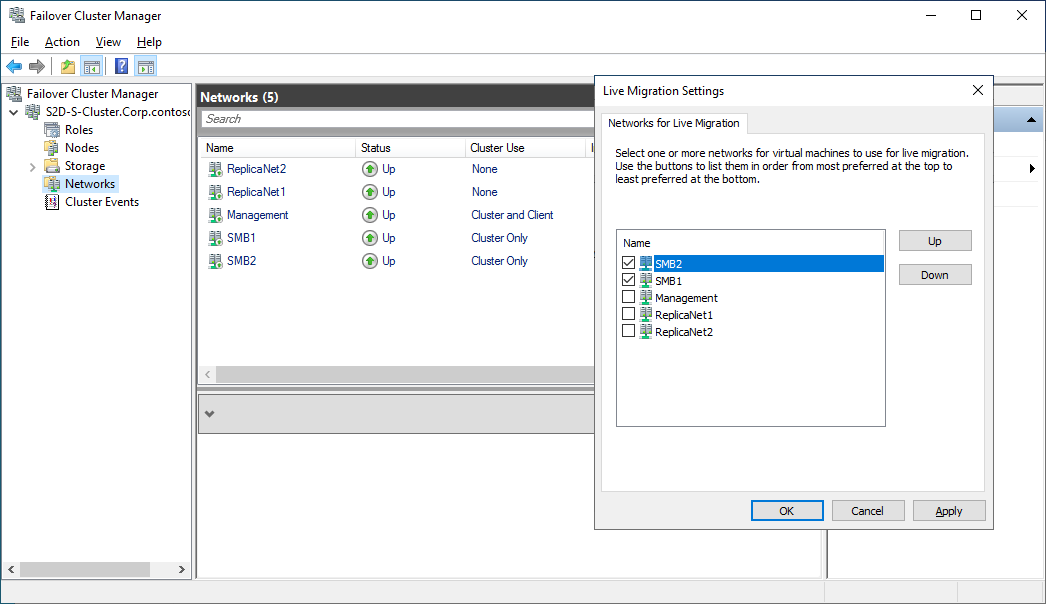 Failover Cluster Manager
File Action View Help
Failover Cluster Manager
S2D-S-Cluster.Corp.contoso
Roles
Nodes
Storage
Networks
Cluster Events
Networks (5)
Search
Name Status Cluster Use
ReplicaNet2 Up None
ReplicaNet1 Up None
Management Up Cluster and Client
SMB1 Up Cluster Only
SMB2 Up Cluster Only
Live Migration Settings
Networks for Live Migration
Select one or more networks for virtual machines to use for live migration.
Use the buttons to list them in order from most preferred at the top to
least preferred at the bottom.
Name
SMB2
SMB1
Management
ReplicaNet1
ReplicaNet2
Up
Down
OK Cancel Apply